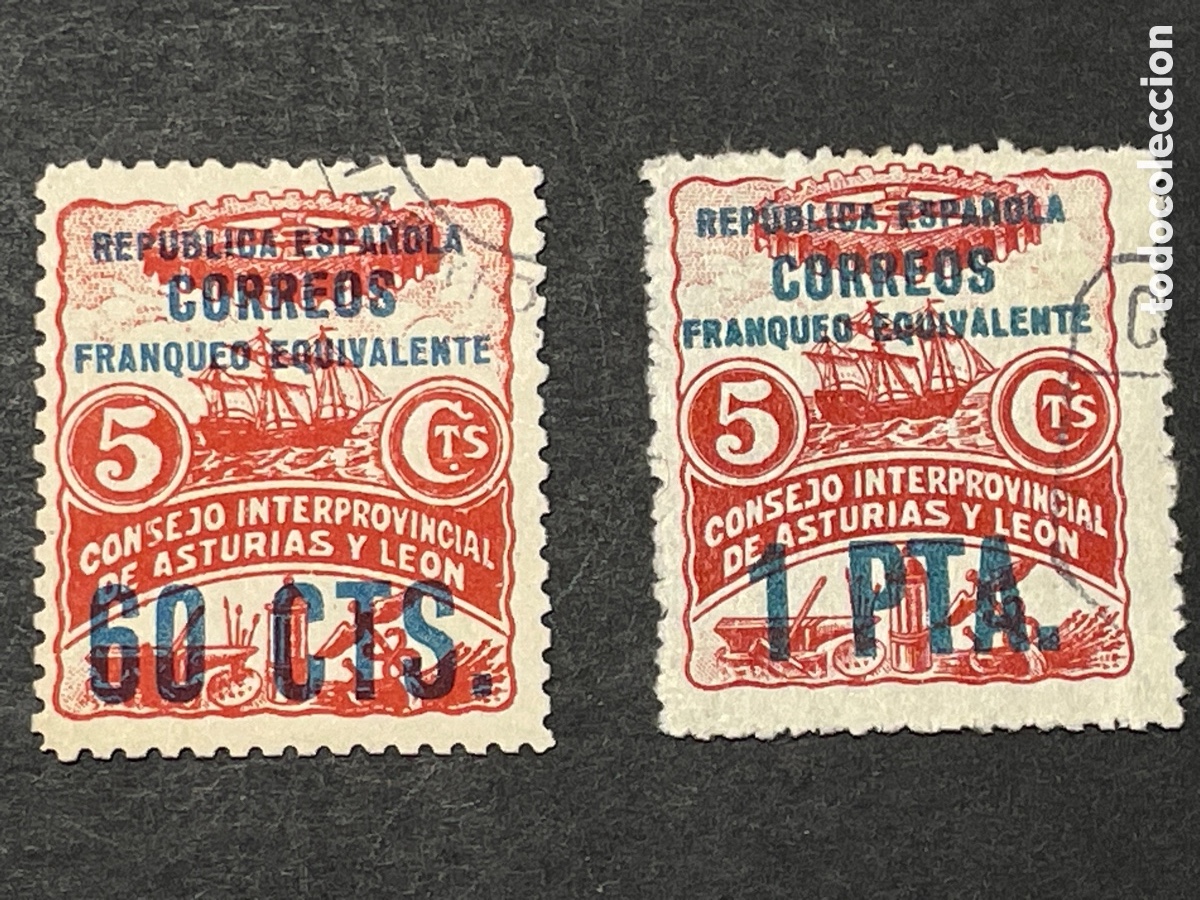 REPUBLICA ESPAÑOLA
CORREOS
FRANQUEO EQUIVALENTE
5 CTS
CONSEJO INTERPROVINCIAL
DE ASTURIAS Y LEON
60 CTS.
REPUBLICA ESPAÑOLA
CORREOS
FRANQUEO EQUIVALENTE
5 CTS
CONSEJO INTERPROVINCIAL
DE ASTURIAS Y LEON
1 PTA.
C
todocoleccion